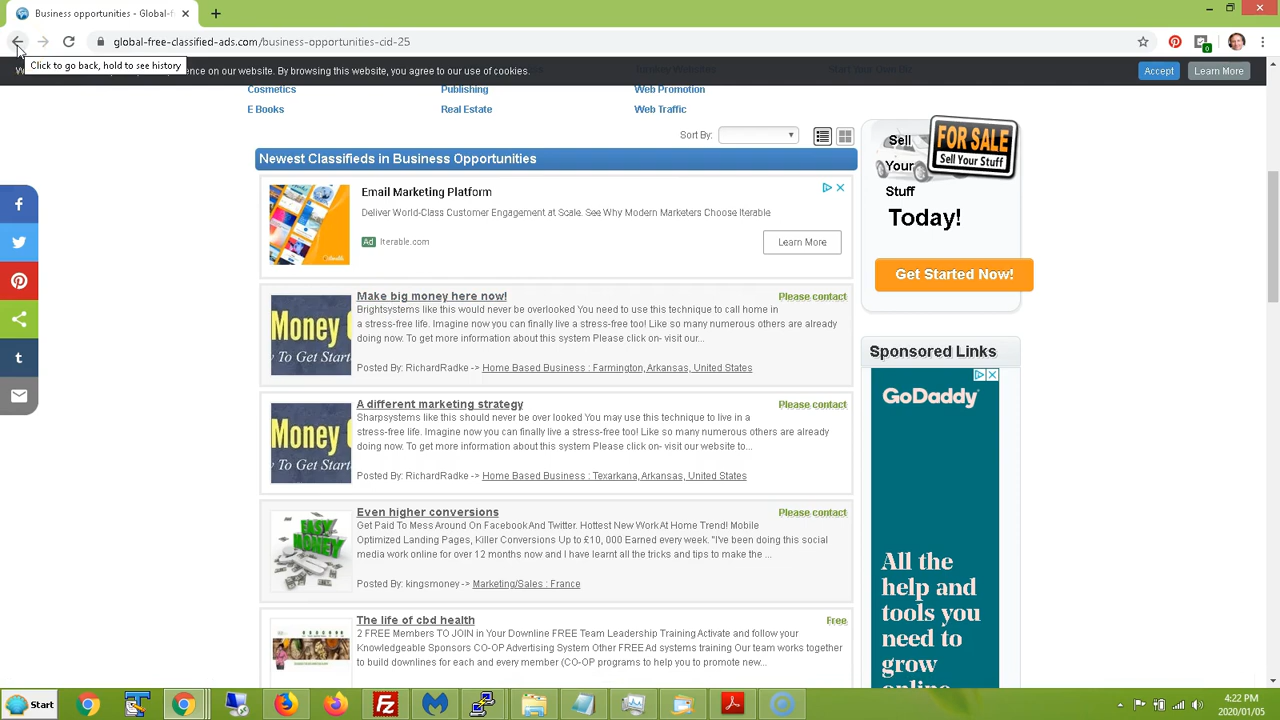 Business opportunities - Global-f
global-free-classified-ads.com/business-opportunities-cid-25
0
Click to go back, hold to see history
ence on our website. By browsing this website, you agree to our use of cookies.
Accept
Learn More
Cosmetics
Publishing
Web Promotion
E Books
Real Estate
Web Traffic
Sort By:
Newest Classifieds in Business Opportunities
Email Marketing Platform
Deliver World-Class Customer Engagement at Scale. See Why Modern Marketers Choose Iterable
Ad Iterable.com
Learn More
Make big money here now!
Please contact
Brightsystems like this would never be overlooked You need to use this technique to call home in
a stress-free life. Imagine now you can finally live a stress-free too! Like so many numerous others are already
doing now. To get more information about this system Please click on- visit our...
Posted By: RichardRadke -> Home Based Business : Farmington, Arkansas, United States
Money
To Get Start
A different marketing strategy
Please contact
Sharpsystems like this should never be over looked You may use this technique to live in a
stress-free life. Imagine now you can finally live a stress-free too! Like so many numerous others are already
doing now. To get more information about this system Please click on- visit our website to...
Posted By: RichardRadke -> Home Based Business : Texarkana, Arkansas, United States
Money
To Get Start
Even higher conversions
Please contact
Get Paid To Mess Around On Facebook And Twitter. Hottest New Work At Home Trend! Mobile
Optimized Landing Pages, Killer Conversions Up to £10, 000 Earned every week. "I've been doing this social
media work online for over 12 months now and I have learnt all the tricks and tips to make the ...
Posted By: kingsmoney -> Marketing/Sales : France
EASY
MONEY
The life of cbd health
Free
2 FREE Members TO JOIN in Your Downline FREE Team Leadership Training Activate and follow your
Knowledgeable Sponsors CO-OP Advertising System Other FREE Ad systems training Our team works together
to build downlines for each and every member (CO-OP programs to help you to promote new...
FOR SALE
Sell Your Stuff
Sell
Your
Stuff
Today!
Get Started Now!
Sponsored Links
GoDaddy
All the
help and
tools you
need to
grow
online
Start
4:22 PM
2020/01/05